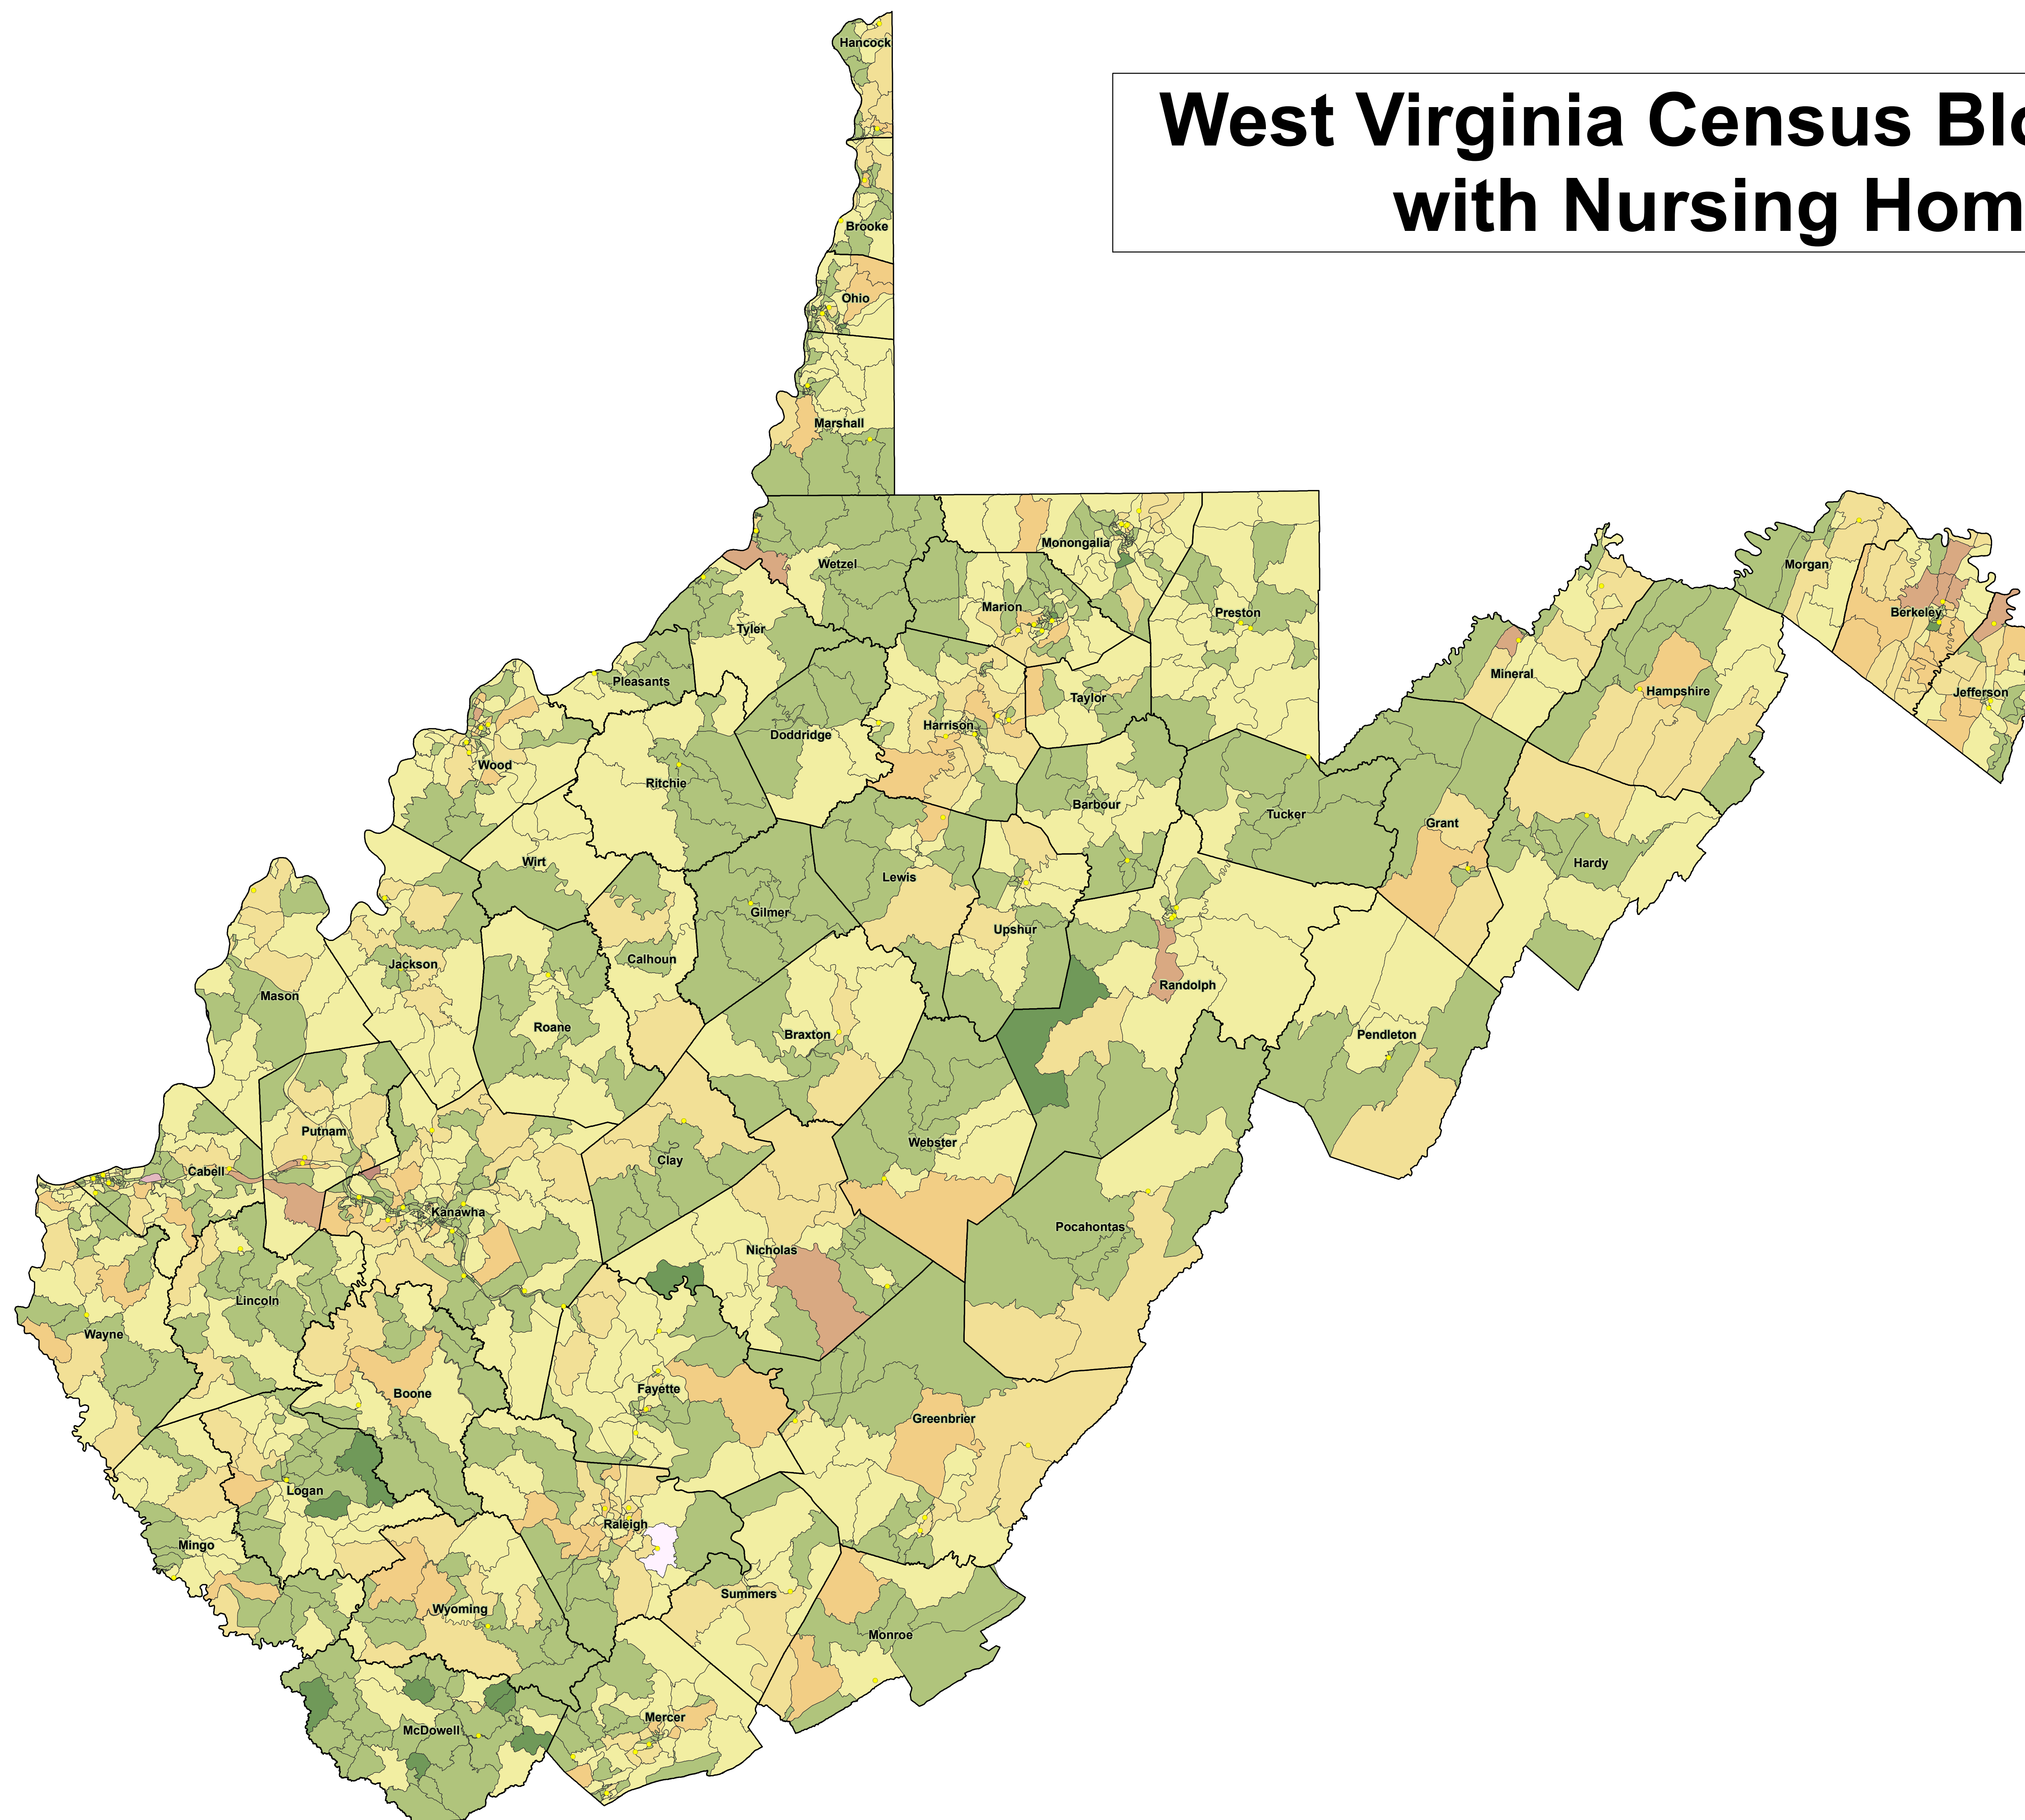 West Virginia Census Blo
with Nursing Hom
Hancock
Brooke
Ohio
Marshall
Wetzel
Monongalia
Marion
Preston
Tyler
Pleasants
Taylor
Doddridge
Harrison
Wood
Ritchie
Barbour
Tucker
Morgan
Berkeley
Jefferson
Mineral
Hampshire
Grant
Hardy
Wirt
Lewis
Gilmer
Upshur
Calhoun
Jackson
Mason
Roane
Braxton
Randolph
Pendleton
Putnam
Cabell
Clay
Webster
Kanawha
Nicholas
Pocahontas
Lincoln
Wayne
Boone
Fayette
Greenbrier
Logan
Raleigh
Mingo
Summers
Wyoming
Monroe
Mercer
McDowell